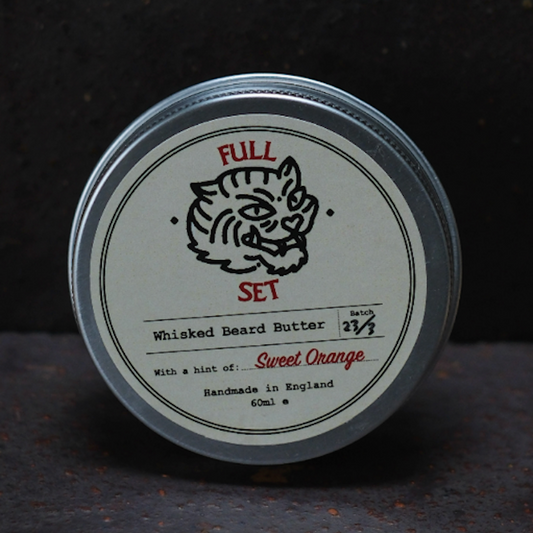 FULL
SET
Whisked Beard Butter
Batch
23/3
With a hint of: Sweet Orange
Handmade in England
60ml e